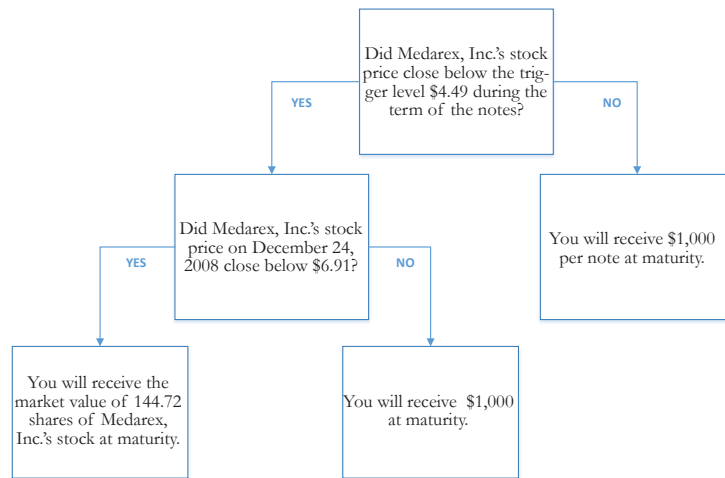 Did Medarex, Inc.'s stock
price close below the trig-
ger level $4.49 during the
term of the notes?
YES
NO
Did Medarex, Inc.'s stock
price on December 24,
2008 close below $6.91?
You will receive $1,000
per note at maturity.
YES
NO
You will receive the
market value of 144.72
shares of Medarex,
Inc.'s stock at maturity.
You will receive $1,000
at maturity.